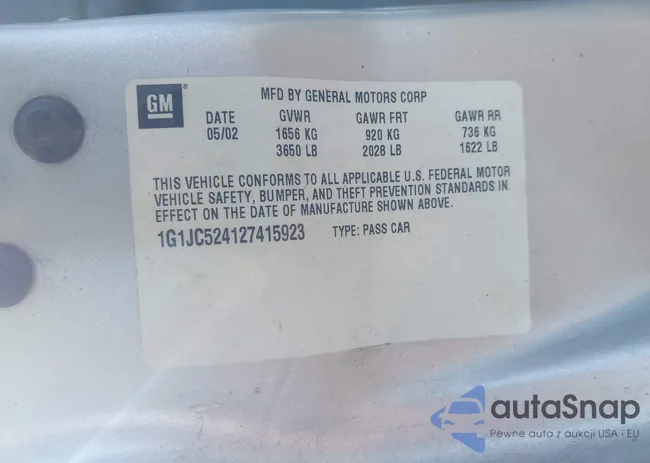 GM
MFD BY GENERAL MOTORS CORP
DATE GVWR GAWR FRT GAWR RR
05/02 1656 KG 920 KG 736 KG
3650 LB 2028 LB 1622 LB
THIS VEHICLE CONFORMS TO ALL APPLICABLE U.S. FEDERAL MOTOR
VEHICLE SAFETY, BUMPER, AND THEFT PREVENTION STANDARDS IN
EFFECT ON THE DATE OF MANUFACTURE SHOWN ABOVE.
1G1JC524127415923 TYPE: PASS CAR
autoSnap
Pewne auta z aukcji USA i EU